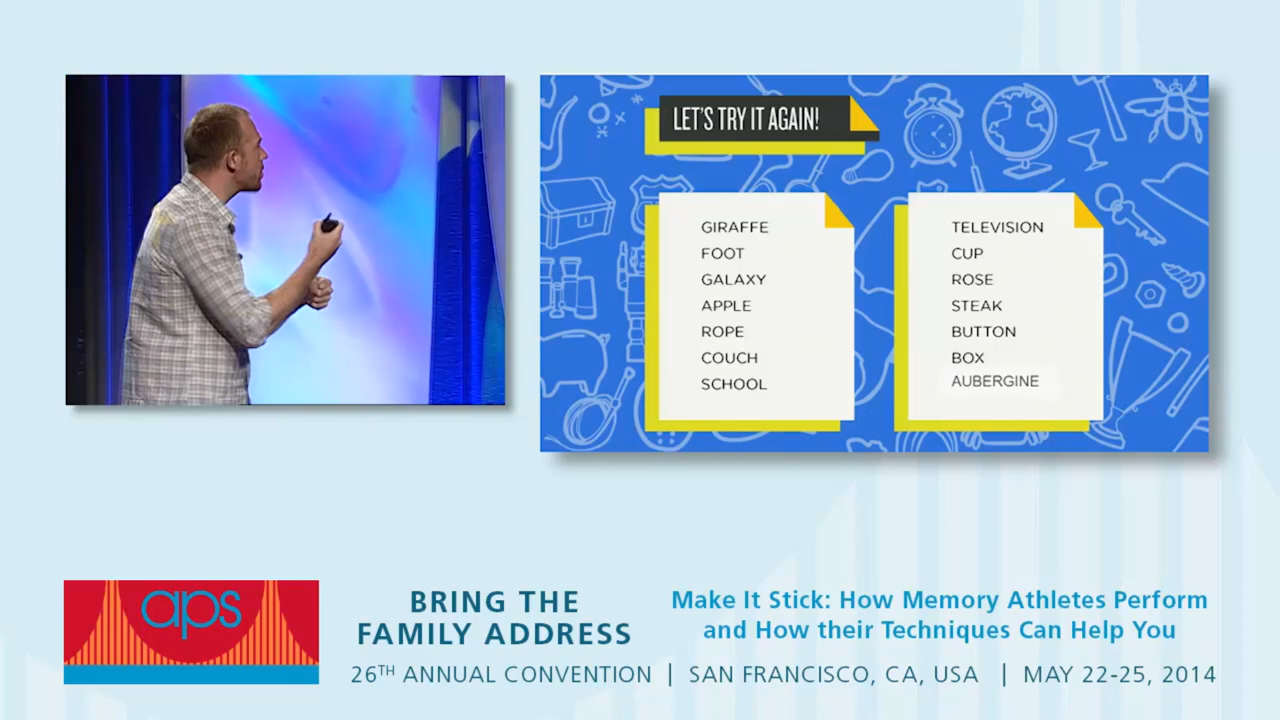 LET'S TRY IT AGAIN!
GIRAFFE
FOOT
GALAXY
APPLE
ROPE
COUCH
SCHOOL
TELEVISION
CUP
ROSE
STEAK
BUTTON
BOX
AUBERGINE
aps
BRING THE
FAMILY ADDRESS
Make It Stick: How Memory Athletes Perform
and How their Techniques Can Help You
26TH ANNUAL CONVENTION | SAN FRANCISCO, CA, USA | MAY 22-25, 2014